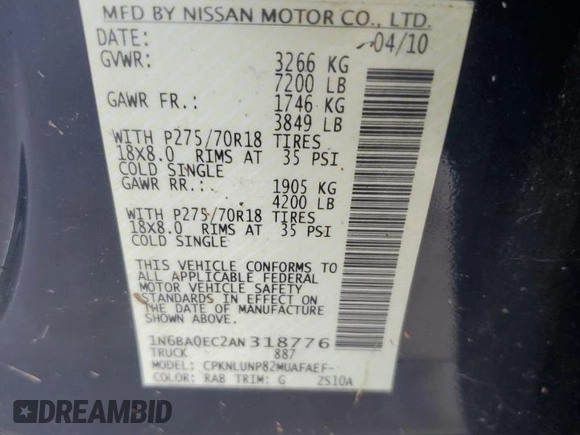 MFD BY NISSAN MOTOR CO., LTD.
DATE: 04/10
GVWR: 3266 KG
7200 LB
GAWR FR.: 1746 KG
3849 LB
WITH P275/70R18 TIRES
18X8.0 RIMS AT 35 PSI
COLD SINGLE
GAWR RR.: 1905 KG
4200 LB
WITH P275/70R18 TIRES
18X8.0 RIMS AT 35 PSI
COLD SINGLE
THIS VEHICLE CONFORMS TO
ALL APPLICABLE FEDERAL
MOTOR VEHICLE SAFETY
STANDARDS IN EFFECT ON
THE DATE OF MANUFACTURE
SHOWN ABOVE.
1N6BA0EC2AN318776
TRUCK 887
MODEL: CPKNLUNP82MUAFAEF-
COLOR: RAB TRIM: G ZS10A
DREAMBID
dreambid.com